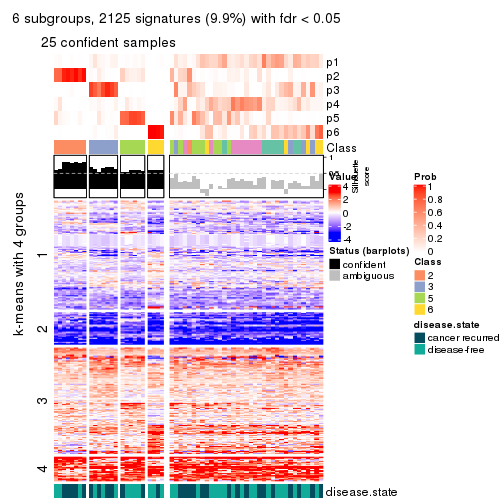 6 subgroups, 2125 signatures (9.9%) with fdr < 0.05
25 confident samples
p1
p2
p3
p4
p5
p6
Class
1
Silhouette
score
Value
4
2
0
-2
-4
Status (barplots)
confident
ambiguous
Prob
1
0.8
0.6
0.4
0.2
0
Class
2
3
5
6
disease.state
cancer recurred
disease-free
k-means with 4 groups
1
2
3
4
disease.state